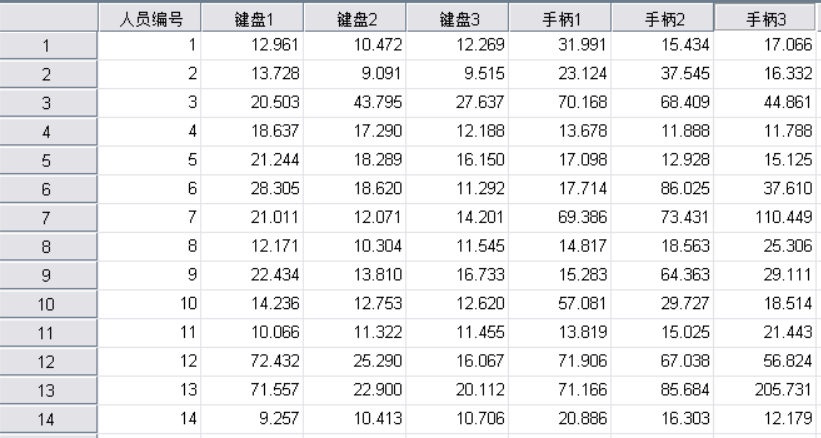 人员编号 键盘1 键盘2 键盘3 手柄1 手柄2 手柄3
1 1 12.961 10.472 12.269 31.991 15.434 17.066
2 2 13.728 9.091 9.515 23.124 37.545 16.332
3 3 20.503 43.795 27.637 70.168 68.409 44.861
4 4 18.637 17.290 12.188 13.678 11.888 11.788
5 5 21.244 18.289 16.150 17.098 12.928 15.125
6 6 28.305 18.620 11.292 17.714 86.025 37.610
7 7 21.011 12.071 14.201 69.386 73.431 110.449
8 8 12.171 10.304 11.545 14.817 18.563 25.306
9 9 22.434 13.810 16.733 15.283 64.363 29.111
10 10 14.236 12.753 12.620 57.081 29.727 18.514
11 11 10.066 11.322 11.455 13.819 15.025 21.443
12 12 72.432 25.290 16.067 71.906 67.038 56.824
13 13 71.557 22.900 20.112 71.166 85.684 205.731
14 14 9.257 10.413 10.706 20.886 16.303 12.179